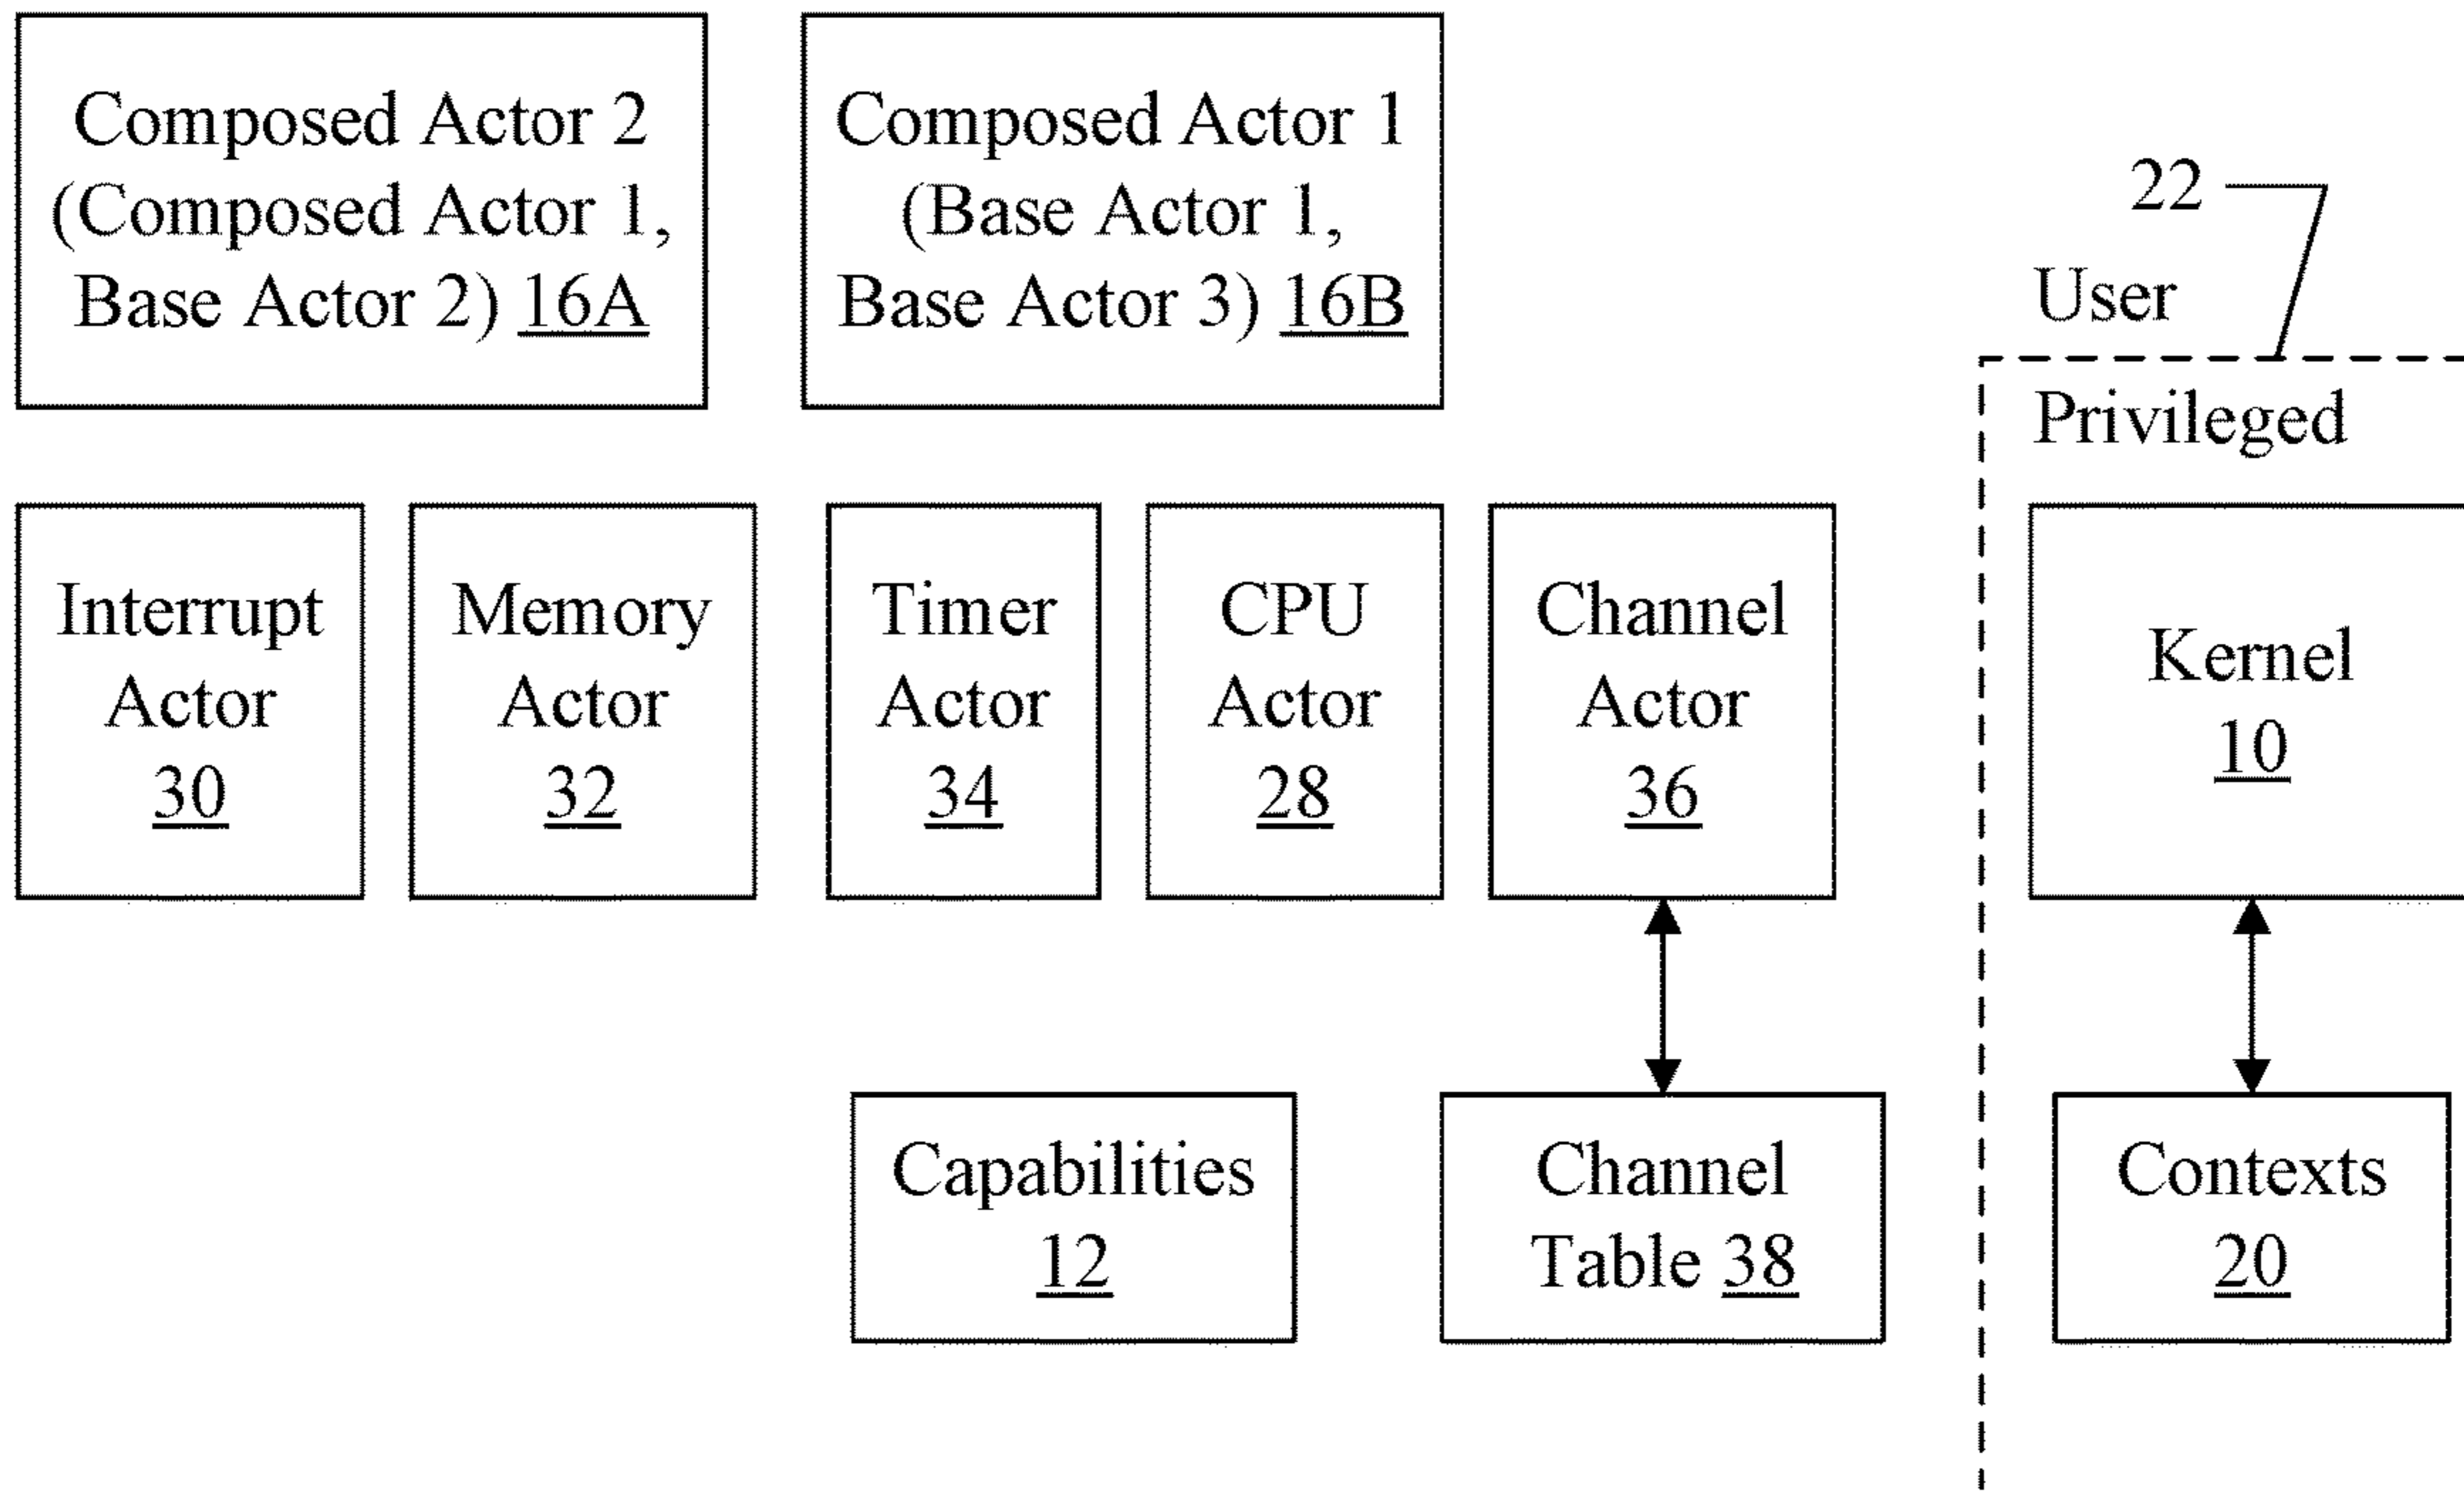 Composed Actor 2
(Composed Actor 1,
Base Actor 2) 16A
Composed Actor 1
(Base Actor 1,
Base Actor 3) 16B
22
User
Privileged
Interrupt
Actor
30
Memory
Actor
32
Timer
Actor
34
CPU
Actor
28
Channel
Actor
36
Kernel
10
Capabilities
12
Channel
Table 38
Contexts
20